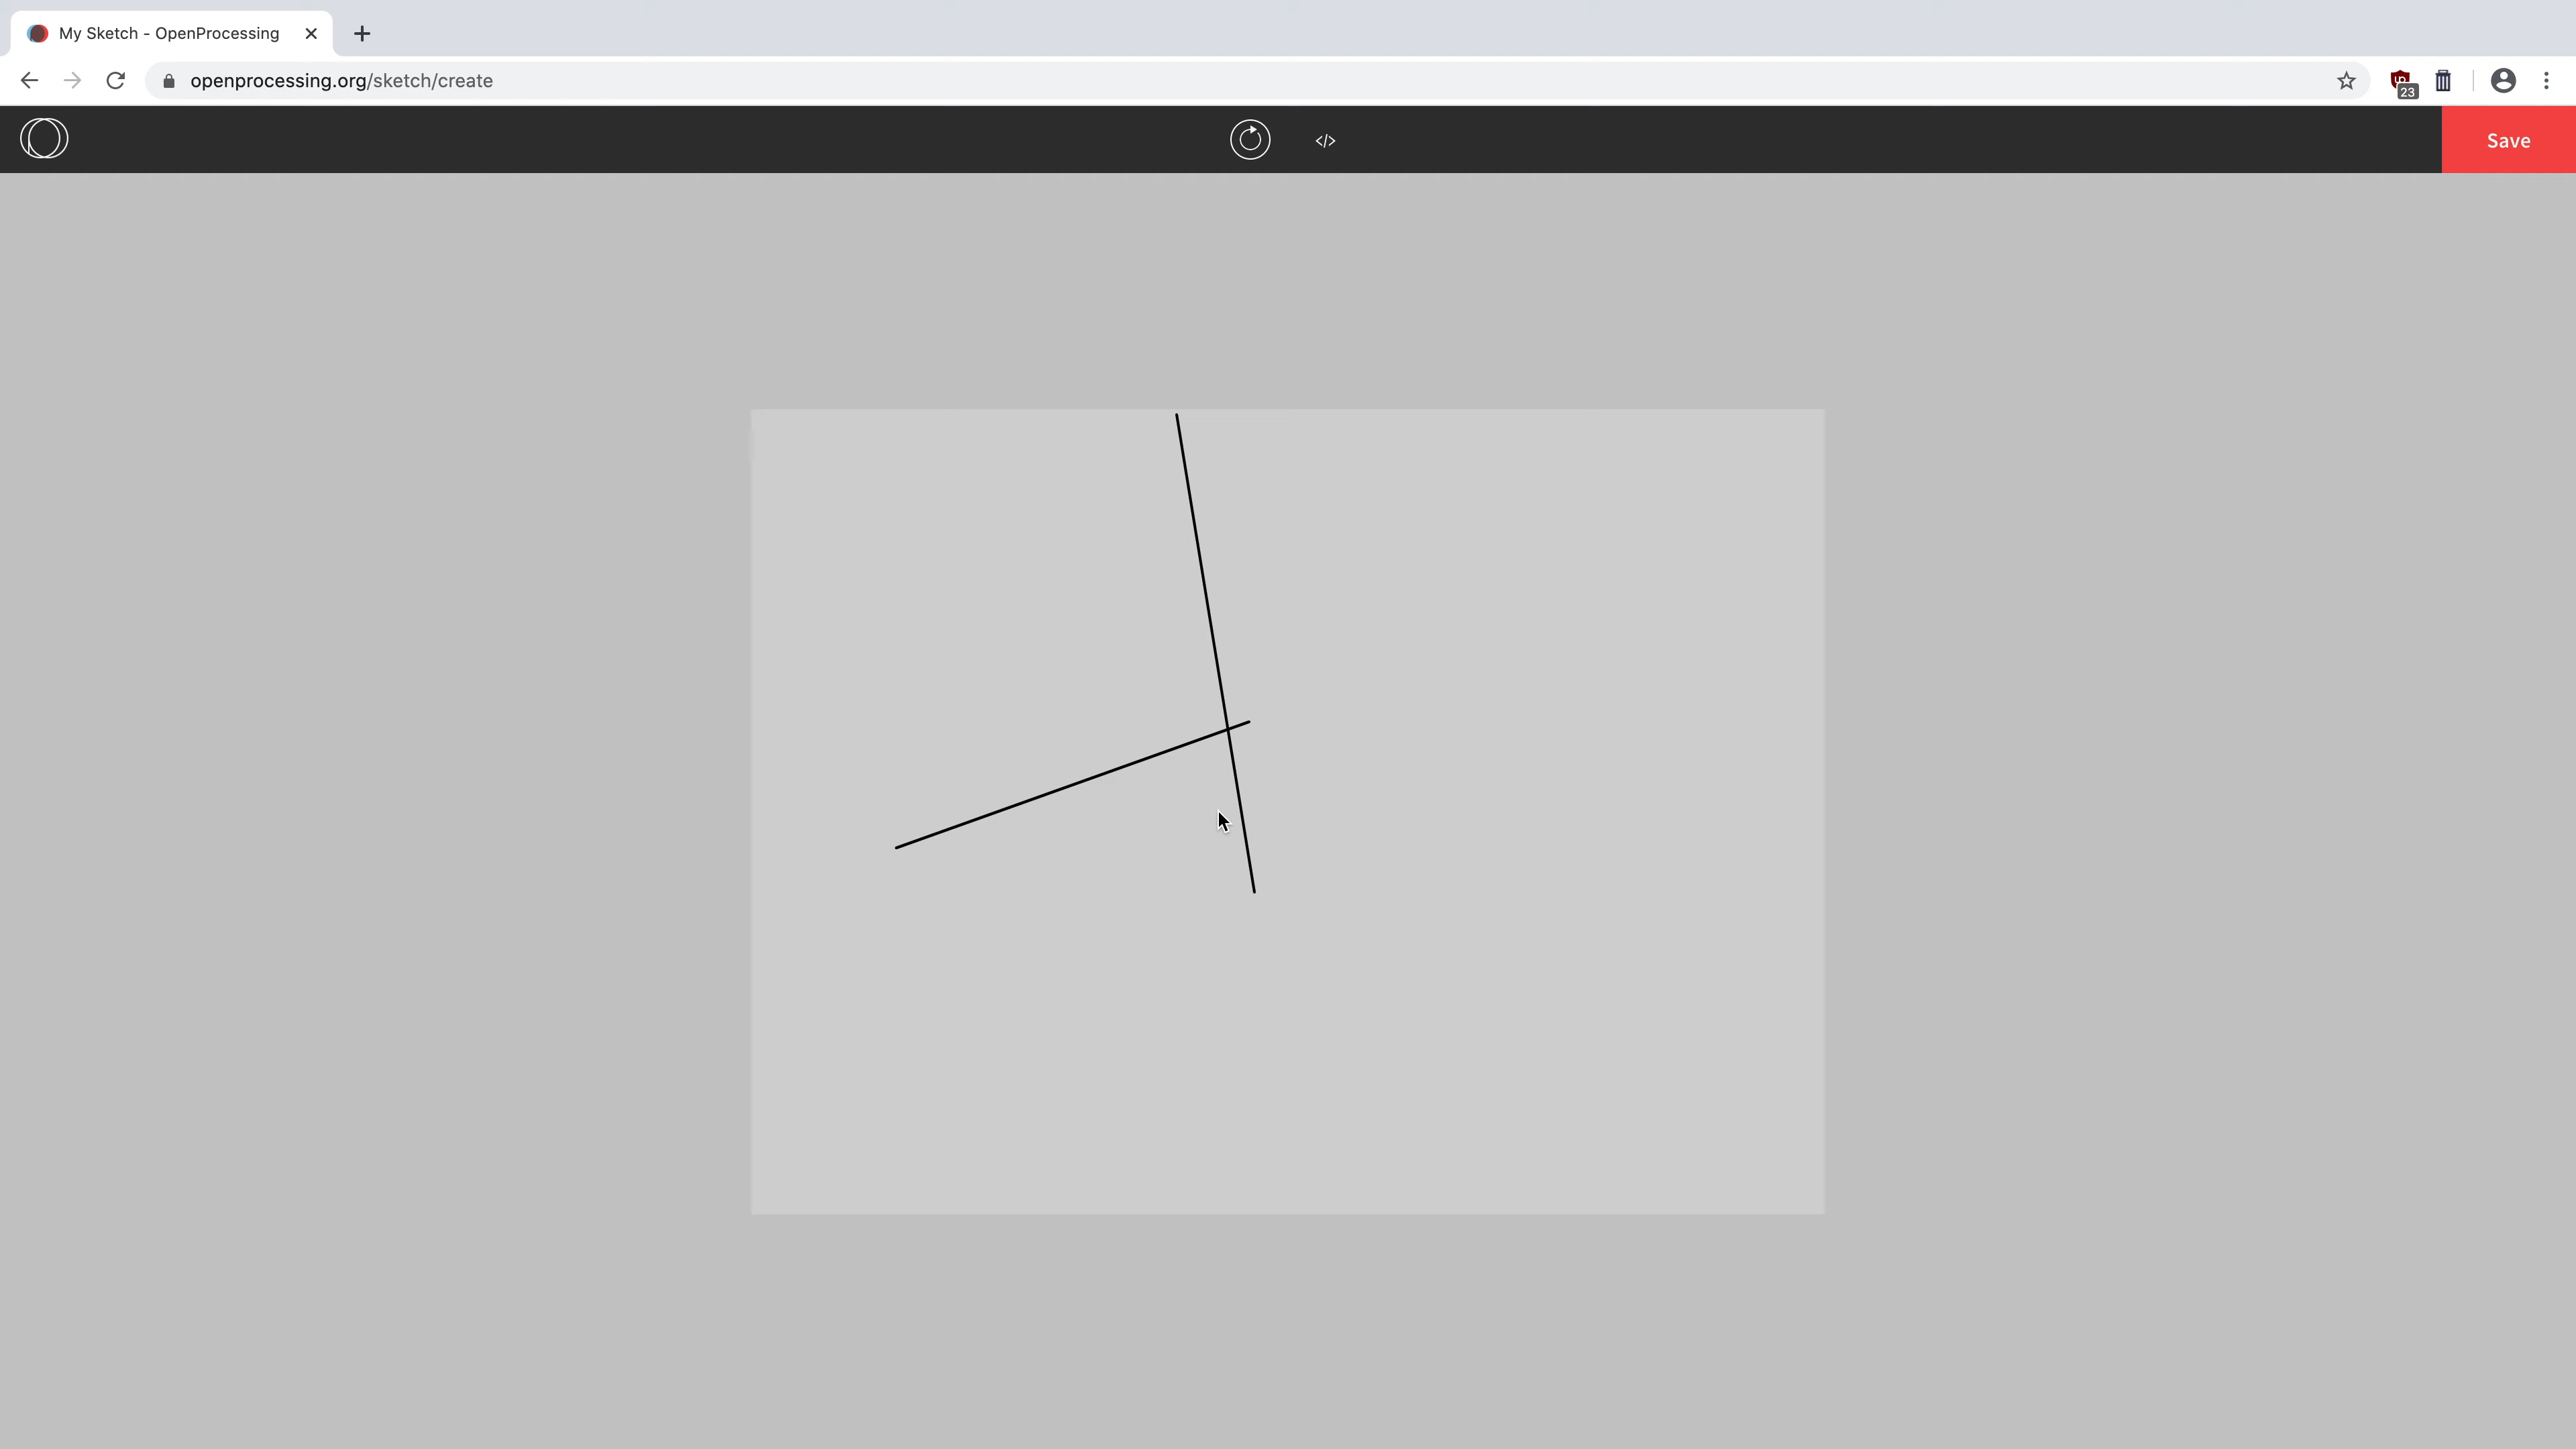 My Sketch - OpenProcessing
openprocessing.org/sketch/create
23
</>
Save